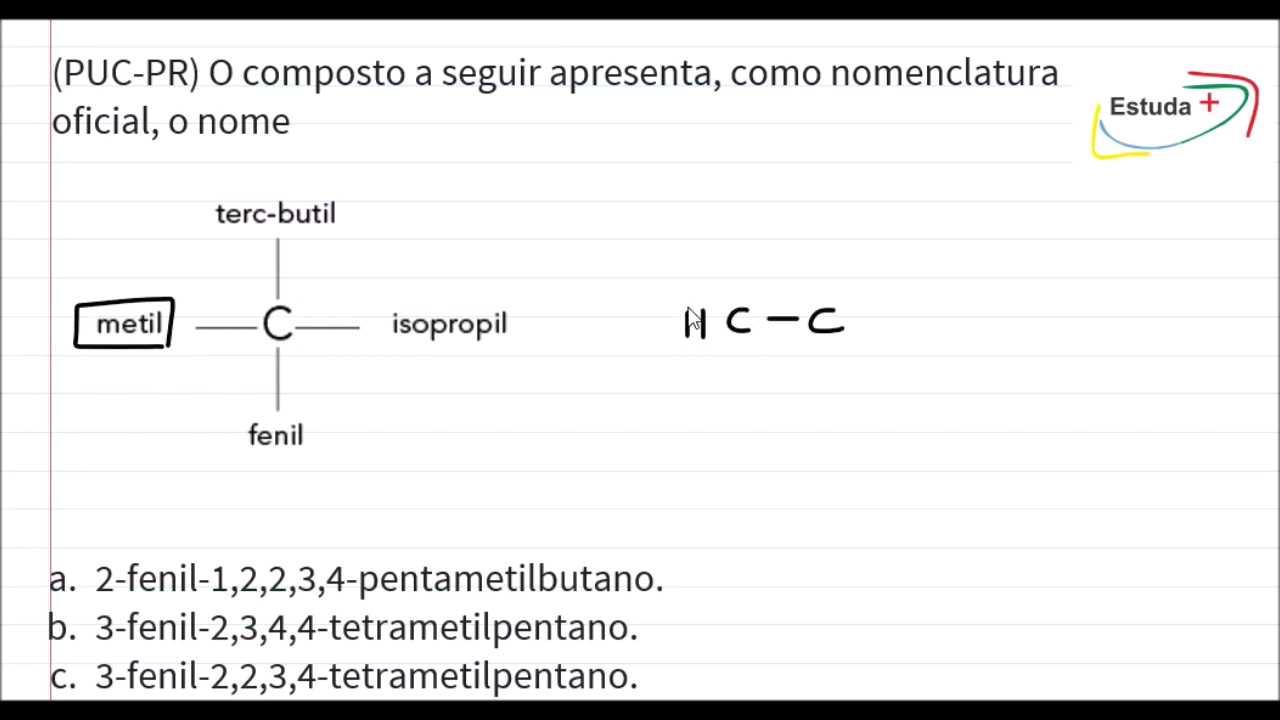 (PUC-PR) O composto a seguir apresenta, como nomenclatura
oficial, o nome
Estuda +
terc-butil
metil C isopropil
H C - C
fenil
a. 2-fenil-1,2,2,3,4-pentametilbutano.
b. 3-fenil-2,3,4,4-tetrametilpentano.
c. 3-fenil-2,2,3,4-tetrametilpentano.